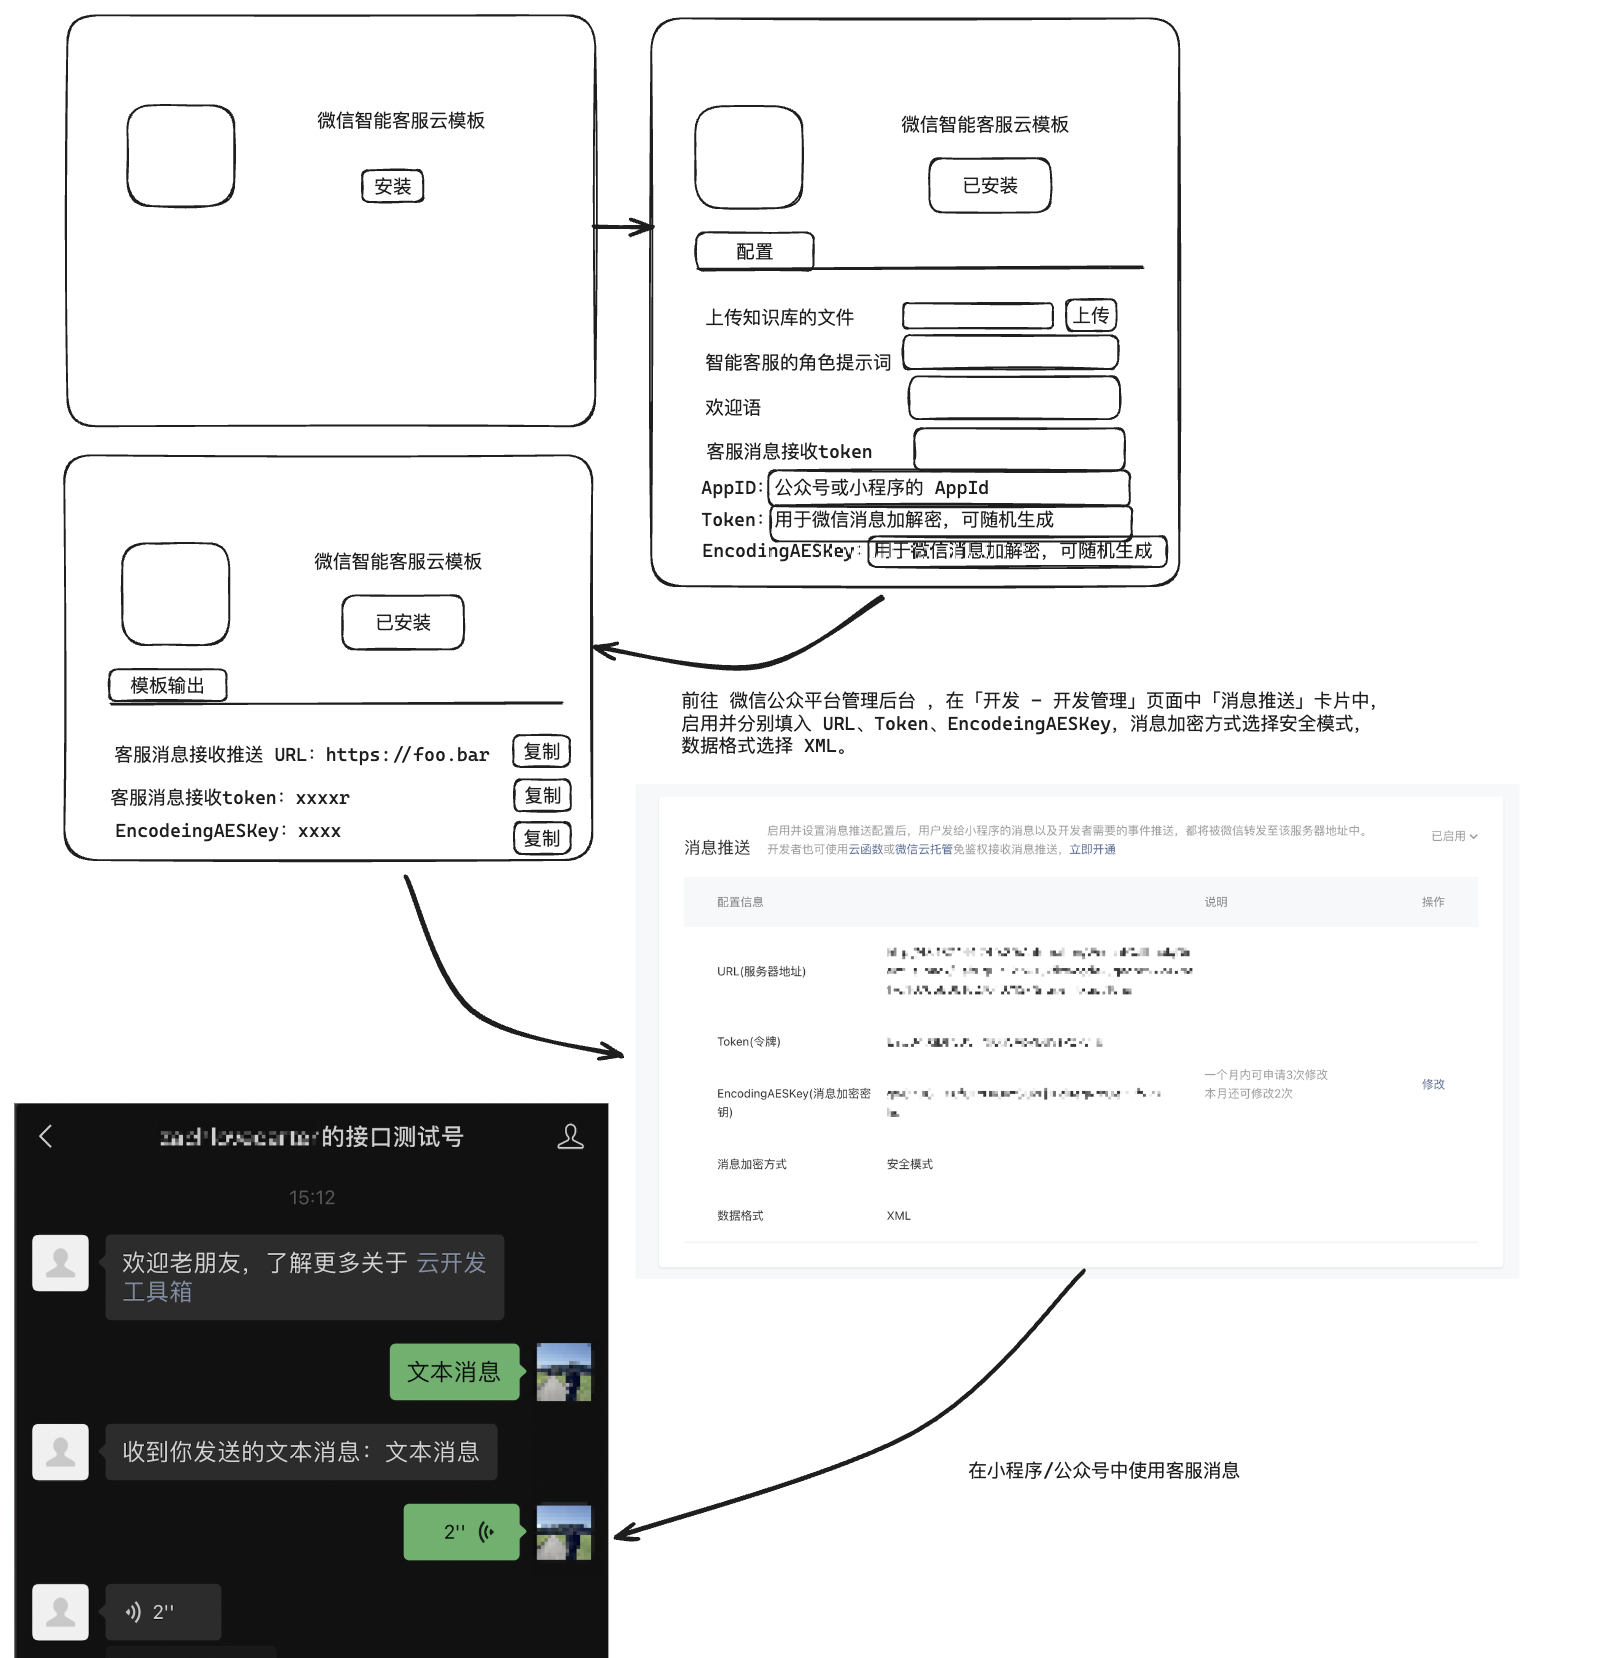 微信智能客服云模板
安装
微信智能客服云模板
已安装
配置
上传知识库的文件
上传
智能客服的角色提示词
欢迎语
客服消息接收token
AppID:
公众号或小程序的 AppId
Token:
用于微信消息加解密，可随机生成
EncodingAESKey:
用于微信消息加解密，可随机生成
微信智能客服云模板
已安装
模板输出
客服消息接收推送 URL: https://foo.bar
复制
客服消息接收token: xxxxr
复制
EncodeingAESKey: xxxx
复制
前往 微信公众平台管理后台 ，在「开发 - 开发管理」页面中「消息推送」卡片中，
启用并分别填入 URL、Token、EncodeingAESKey，消息加密方式选择安全模式，
数据格式选择 XML。
消息推送
启用并设置消息推送配置后，用户发给小程序的消息以及开发者需要的事件推送，都将被微信转发至该服务器地址中。
开发者也可使用云函数或微信云托管免鉴权接收消息推送，立即开通
已启用
配置信息
说明
操作
URL(服务器地址)
Token(令牌)
EncodingAESKey(消息加密密
钥)
一个月内可申请3次修改
本月还可修改2次
修改
消息加密方式
安全模式
数据格式
XML
的接口测试号
15:12
欢迎老朋友，了解更多关于 云开发
工具箱
文本消息
收到你发送的文本消息：文本消息
2''
2''
在小程序/公众号中使用客服消息